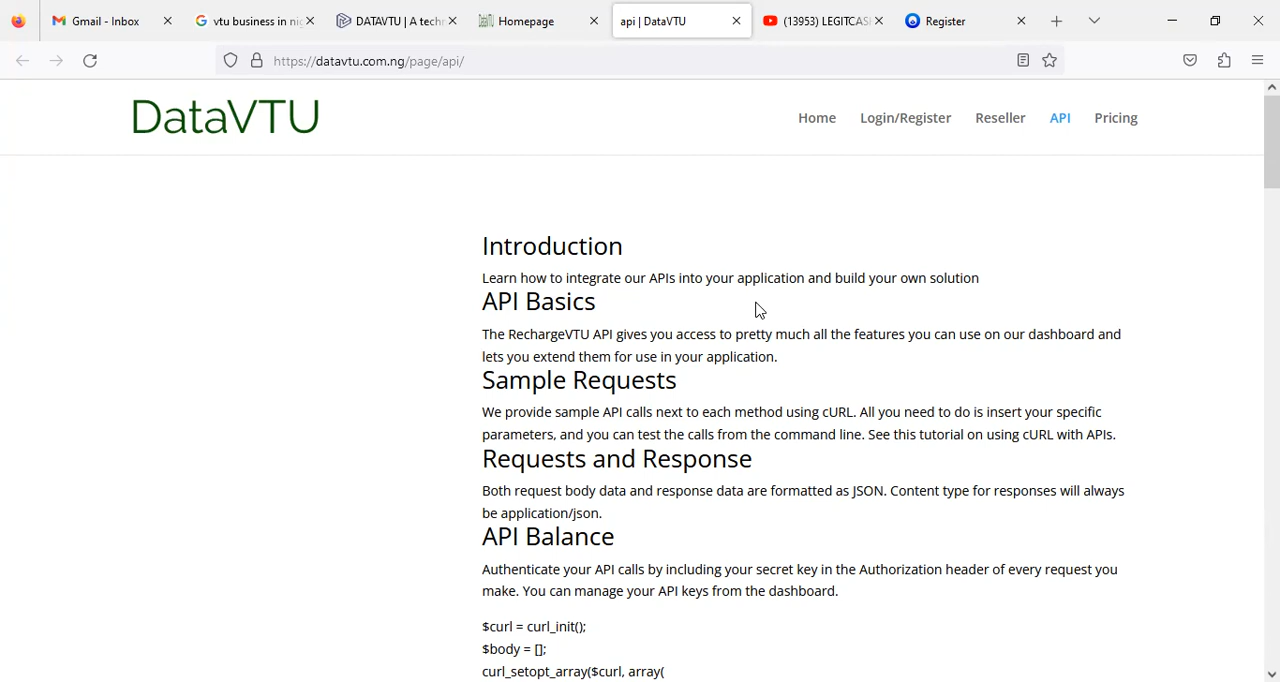 Gmail - Inbox
vtu business in nig
DATAVTU | A techn
Homepage
api | DataVTU
(13953) LEGITCAS
Register
https://datavtu.com.ng/page/api/
DataVTU
Home
Login/Register
Reseller
API
Pricing
Introduction
Learn how to integrate our APIs into your application and build your own solution
API Basics
The RechargeVTU API gives you access to pretty much all the features you can use on our dashboard and
lets you extend them for use in your application.
Sample Requests
We provide sample API calls next to each method using cURL. All you need to do is insert your specific
parameters, and you can test the calls from the command line. See this tutorial on using cURL with APIs.
Requests and Response
Both request body data and response data are formatted as JSON. Content type for responses will always
be application/json.
API Balance
Authenticate your API calls by including your secret key in the Authorization header of every request you
make. You can manage your API keys from the dashboard.
$curl = curl_init();
$body = [];
curl_setopt_array($curl, array(